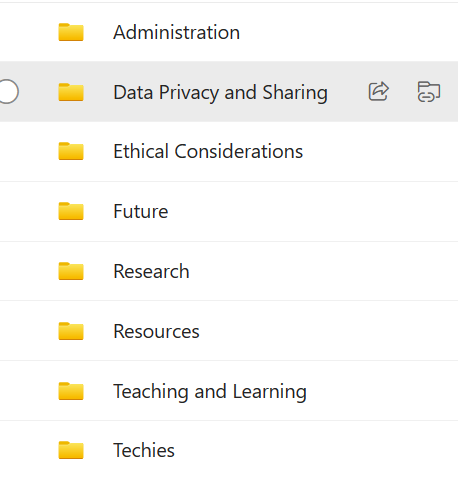 Administration
Data Privacy and Sharing
Ethical Considerations
Future
Research
Resources
Teaching and Learning
Techies